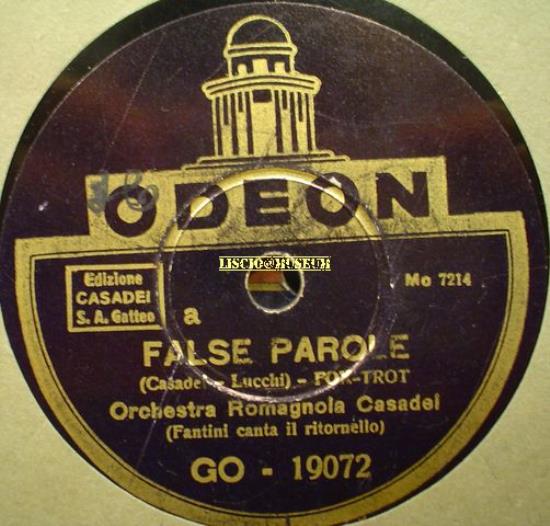 ODEON
LISCIO@MUSEUM
Edizione
CASADEI
S. A. Gatteo
Mo 7214
a
FALSE PAROLE
(Casadei - Lucchi) - FOX-TROT
Orchestra Romagnola Casadei
(Fantini canta il ritornello)
GO - 19072